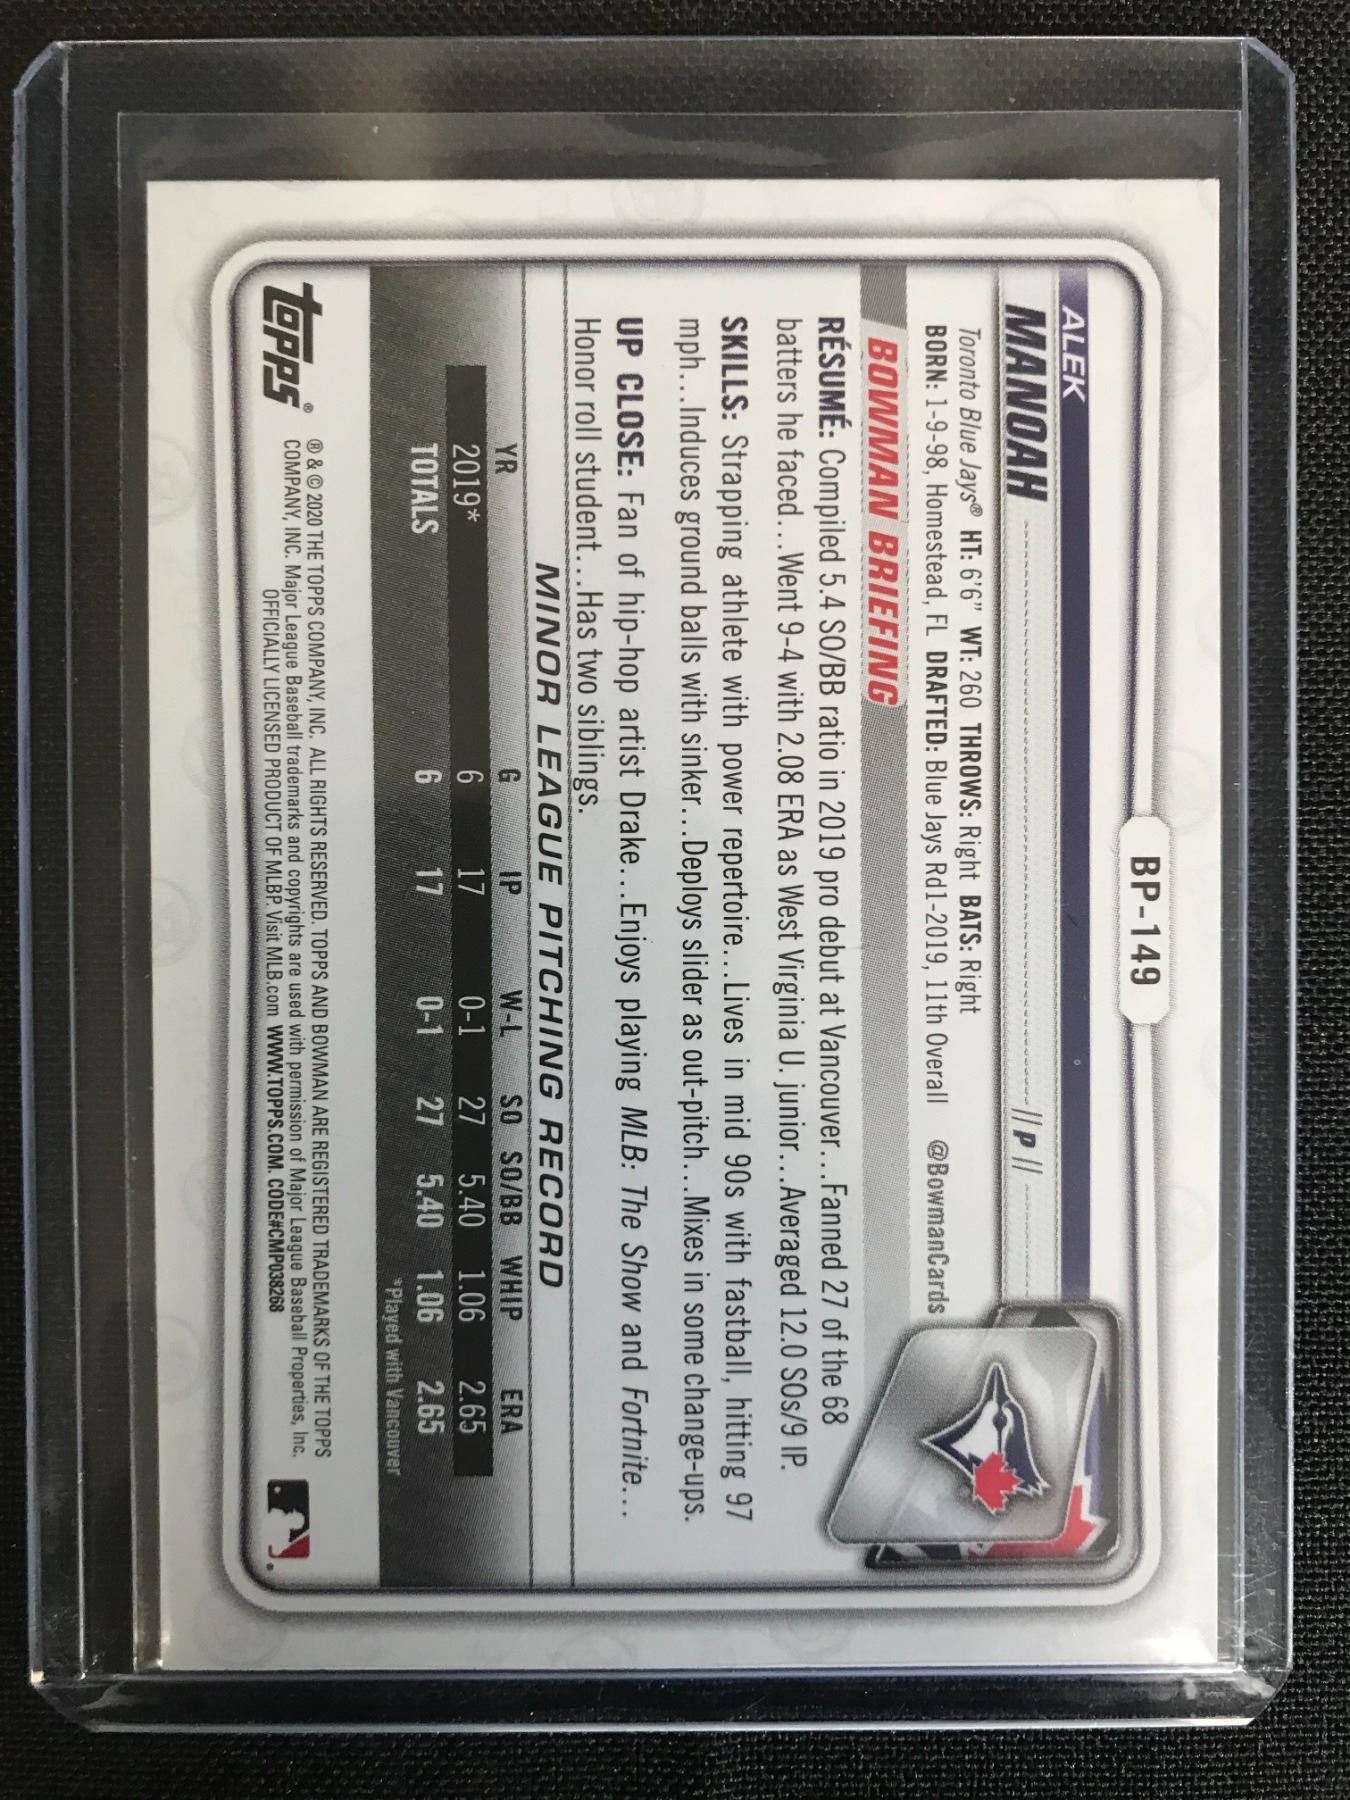 BP-149
ALEK
MANOAH
// P //
Toronto Blue Jays® HT: 6'6" WT: 260 THROWS: Right BATS: Right
BORN: 1-9-98, Homestead, FL DRAFTED: Blue Jays Rd1-2019, 11th Overall @BowmanCards
BOWMAN BRIEFING
RÉSUMÉ: Compiled 5.4 SO/BB ratio in 2019 pro debut at Vancouver...Fanned 27 of the 68
batters he faced...Went 9-4 with 2.08 ERA as West Virginia U. junior...Averaged 12.0 SOs/9 IP.
SKILLS: Strapping athlete with power repertoire...Lives in mid 90s with fastball, hitting 97
mph...Induces ground balls with sinker...Deploys slider as out-pitch...Mixes in some change-ups.
UP CLOSE: Fan of hip-hop artist Drake...Enjoys playing MLB: The Show and Fortnite...
Honor roll student...Has two siblings.
MINOR LEAGUE PITCHING RECORD
YR G IP W-L SO SO/BB WHIP ERA
2019* 6 17 0-1 27 5.40 1.06 2.65
TOTALS 6 17 0-1 27 5.40 1.06 2.65
*Played with Vancouver
topps®
® & © 2020 THE TOPPS COMPANY, INC. ALL RIGHTS RESERVED. TOPPS AND BOWMAN ARE REGISTERED TRADEMARKS OF THE TOPPS
COMPANY, INC. Major League Baseball trademarks and copyrights are used with permission of Major League Baseball Properties, Inc.
OFFICIALLY LICENSED PRODUCT OF MLBP. Visit MLB.com WWW.TOPPS.COM. CODE#CMP038268